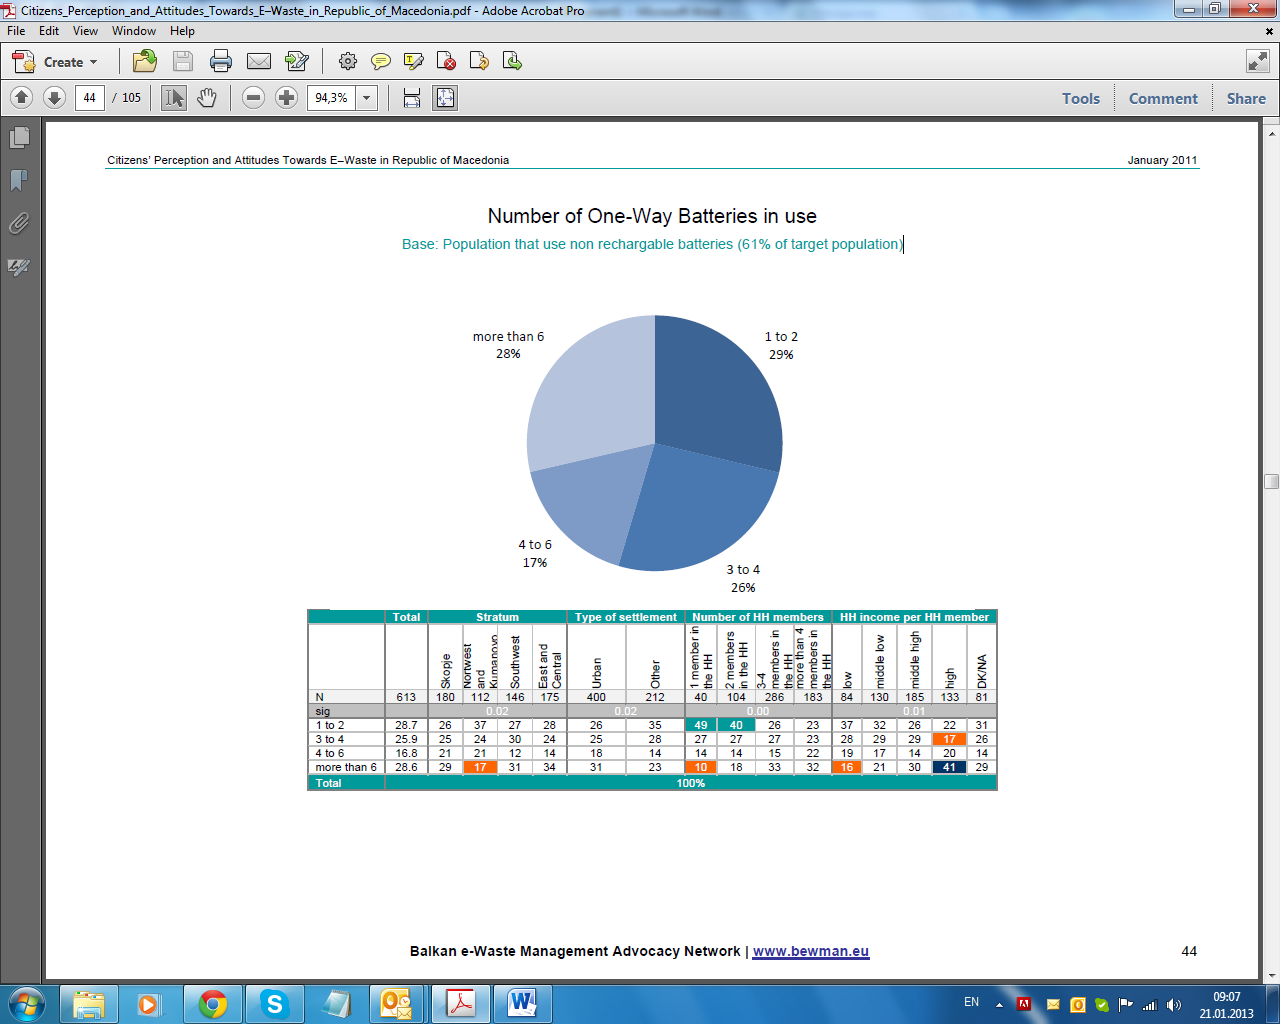 Citizens_Perception_and_Attitudes_Towards_E–Waste_in_Republic_of_Macedonia.pdf - Adobe Acrobat Pro
File Edit View Window Help
Create
44 / 105 94,3% Tools Comment Share
Citizens' Perception and Attitudes Towards E–Waste in Republic of Macedonia January 2011
Number of One-Way Batteries in use
Base: Population that use non rechargable batteries (61% of target population)
more than 6
28%
1 to 2
29%
4 to 6
17%
3 to 4
26%
Total Stratum Type of settlement Number of HH members HH income per HH member
Skopje Nortwest and Kumanovo Southwest East and Central Urban Other 1 member in the HH 2 members in the HH 3-4 members in the HH more than 4 members in the HH low middle low middle high high DK/NA
N 613 180 112 146 175 400 212 40 104 286 183 84 130 185 133 81
sig 0.02 0.02 0.00 0.01
1 to 2 28.7 26 37 27 28 26 35 49 40 26 23 37 32 26 22 31
3 to 4 25.9 25 24 30 24 25 28 27 27 27 23 28 29 29 17 26
4 to 6 16.8 21 21 12 14 18 14 14 14 15 22 19 17 14 20 14
more than 6 28.6 29 17 31 34 31 23 10 18 33 32 16 21 30 41 29
Total 100%
Balkan e-Waste Management Advocacy Network | www.bewman.eu 44
EN 09:07
21.01.2013